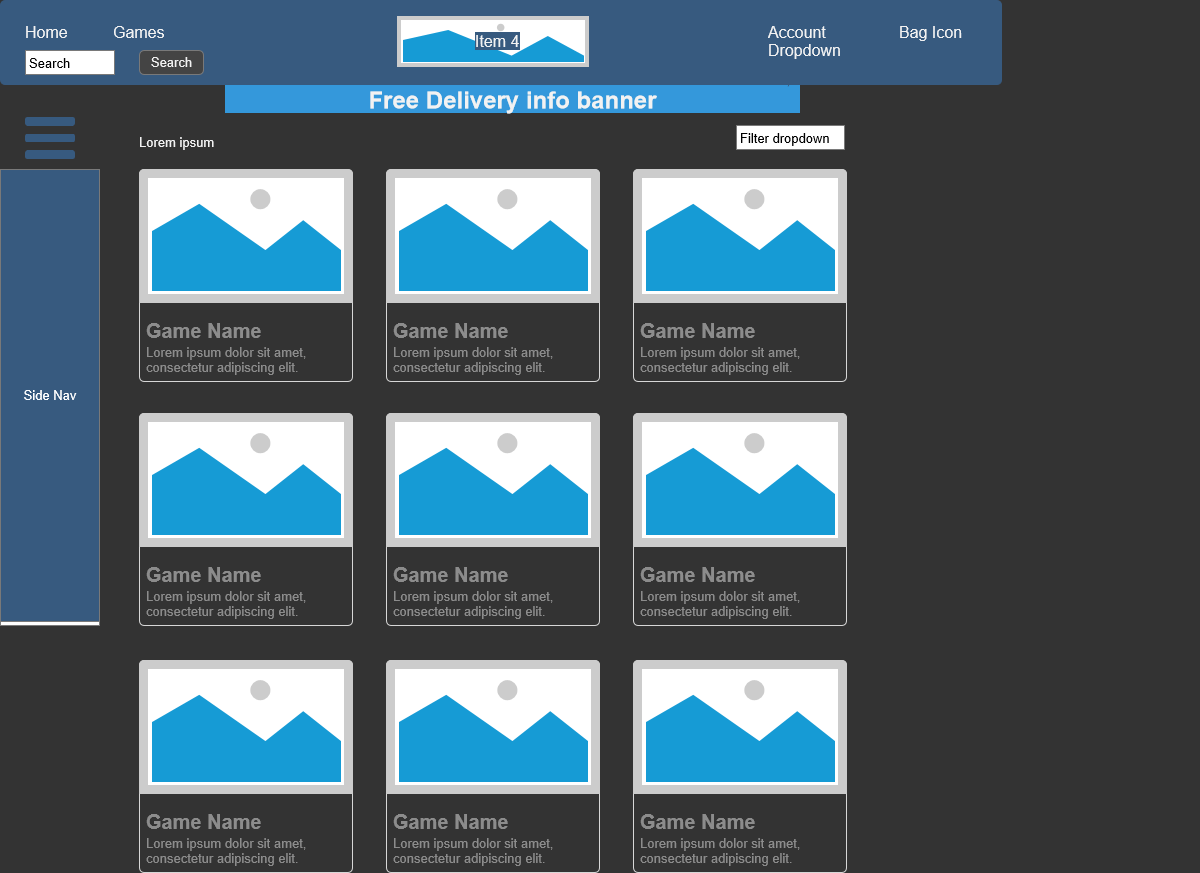 Home
Games
Item 4
Account
Dropdown
Bag Icon
Search
Search
Free Delivery info banner
Lorem ipsum
Filter dropdown
Side Nav
Game Name
Lorem ipsum dolor sit amet,
consectetur adipiscing elit.
Game Name
Lorem ipsum dolor sit amet,
consectetur adipiscing elit.
Game Name
Lorem ipsum dolor sit amet,
consectetur adipiscing elit.
Game Name
Lorem ipsum dolor sit amet,
consectetur adipiscing elit.
Game Name
Lorem ipsum dolor sit amet,
consectetur adipiscing elit.
Game Name
Lorem ipsum dolor sit amet,
consectetur adipiscing elit.
Game Name
Lorem ipsum dolor sit amet,
consectetur adipiscing elit.
Game Name
Lorem ipsum dolor sit amet,
consectetur adipiscing elit.
Game Name
Lorem ipsum dolor sit amet,
consectetur adipiscing elit.